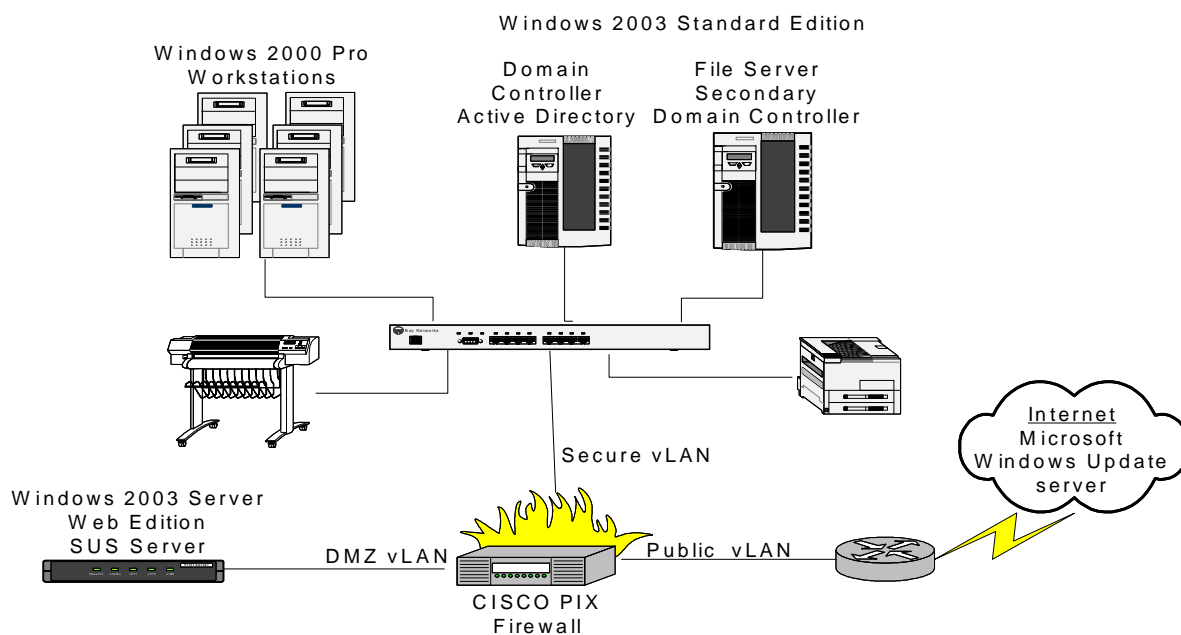 Windows 2003 Standard Edition
Windows 2000 Pro
Workstations
Domain
Controller
Active Directory
File Server
Secondary
Domain Controller
Bay Networks
Secure vLAN
Internet
Microsoft
Windows Update
server
Windows 2003 Server
Web Edition
SUS Server
DMZ vLAN
Public vLAN
CISCO PIX
Firewall